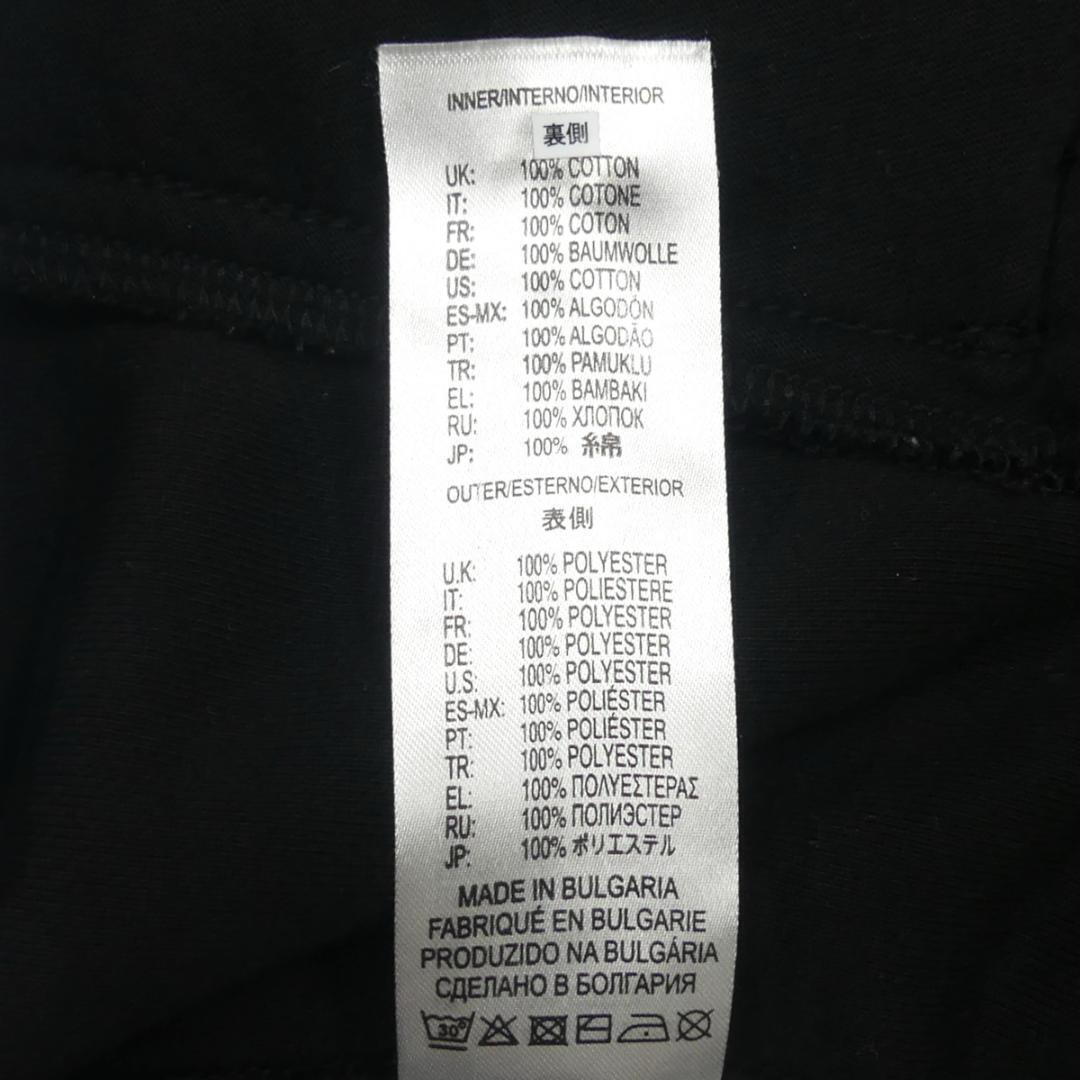 INNER/INTERNO/INTERIOR
裏側
UK: 100% COTTON
IT: 100% COTONE
FR: 100% COTON
DE: 100% BAUMWOLLE
US: 100% COTTON
ES-MX: 100% ALGODÓN
PT: 100% ALGODÃO
TR: 100% PAMUKLU
EL: 100% BAMBAKI
RU: 100% ХЛОПОК
JP: 100% 綿
OUTER/ESTERNO/EXTERIOR
表側
U.K: 100% POLYESTER
IT: 100% POLIESTERE
FR: 100% POLYESTER
DE: 100% POLYESTER
U.S: 100% POLYESTER
ES-MX: 100% POLIÉSTER
PT: 100% POLIÉSTER
TR: 100% POLYESTER
EL: 100% ΠΟΛΥΕΣΤΕΡΑΣ
RU: 100% ПОЛИЭСТЕР
JP: 100% ポリエステル
MADE IN BULGARIA
FABRIQUÉ EN BULGARIE
PRODUZIDO NA BULGÁRIA
СДЕЛАНО В БОЛГАРИЯ
30°